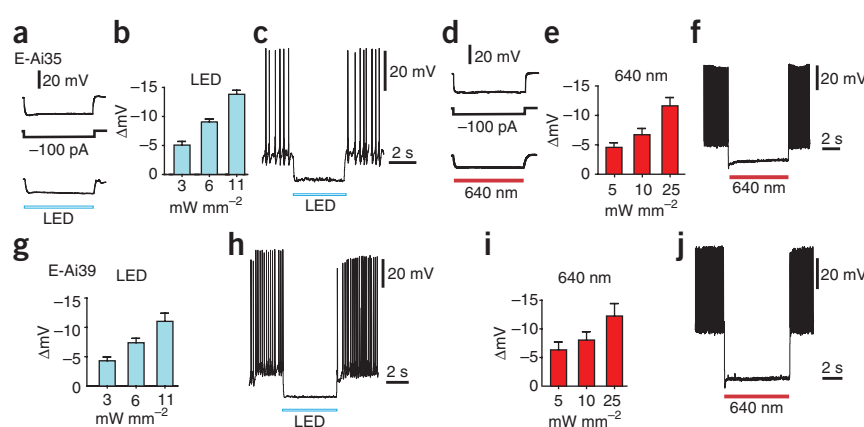 a
E-Ai35
20 mV
–100 pA
LED
b
LED
ΔmV
–15
–10
–5
0
3 6 11
mW mm–2
c
20 mV
2 s
LED
d
20 mV
–100 pA
640 nm
e
640 nm
ΔmV
–15
–10
–5
0
5 10 25
mW mm–2
f
20 mV
2 s
640 nm
g
E-Ai39 LED
ΔmV
–15
–10
–5
0
3 6 11
mW mm–2
h
20 mV
2 s
LED
i
640 nm
ΔmV
–15
–10
–5
0
5 10 25
mW mm–2
j
20 mV
2 s
640 nm